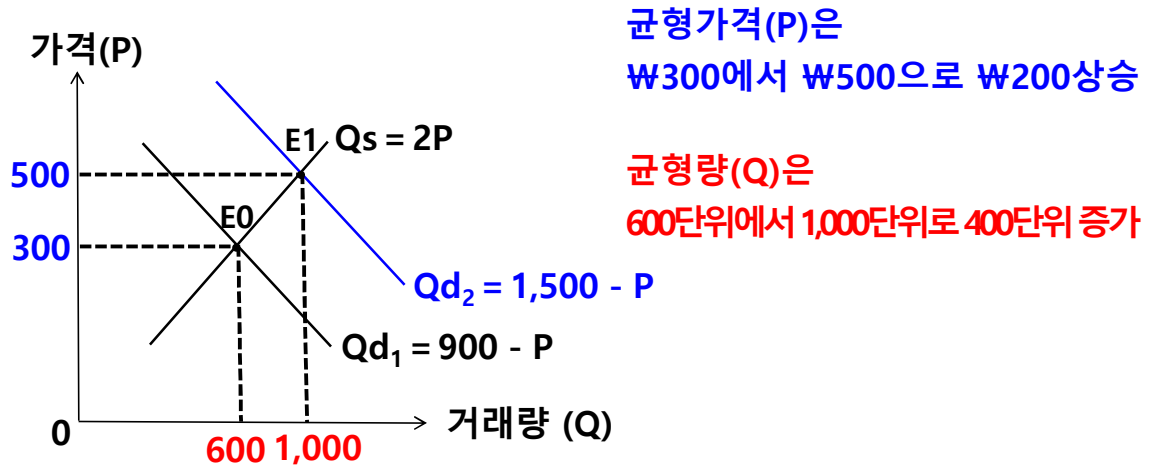 균형가격(P)은
₩300에서 ₩500으로 ₩200상승
균형량(Q)은
600단위에서 1,000단위로 400단위 증가
가격(P)
E1
Qs = 2P
500
E0
300
Qd₂ = 1,500 - P
Qd₁ = 900 - P
0
거래량 (Q)
600 1,000